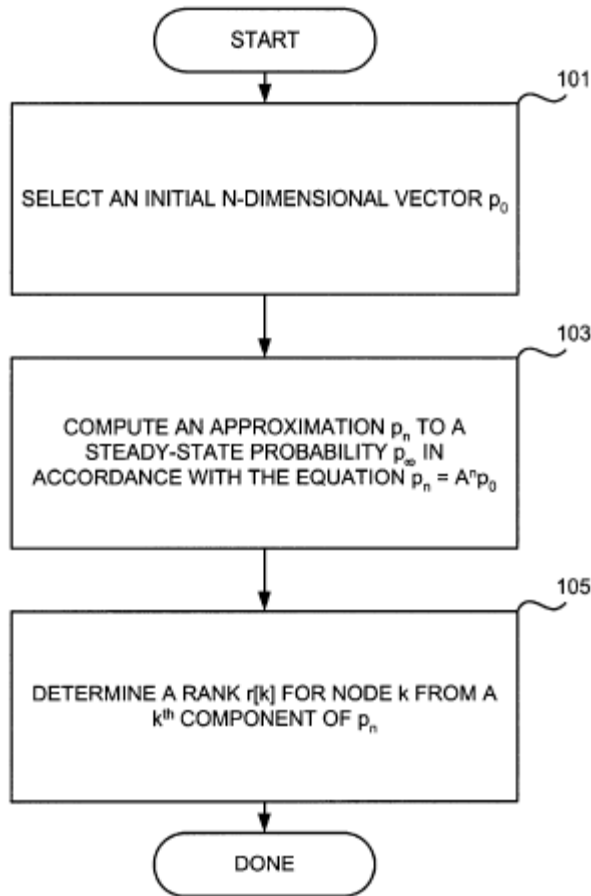 START
101
SELECT AN INITIAL N-DIMENSIONAL VECTOR p₀
103
COMPUTE AN APPROXIMATION pₙ TO A
STEADY-STATE PROBABILITY p∞ IN
ACCORDANCE WITH THE EQUATION pₙ = Aⁿp₀
105
DETERMINE A RANK r[k] FOR NODE k FROM A
kᵗʰ COMPONENT OF pₙ
DONE